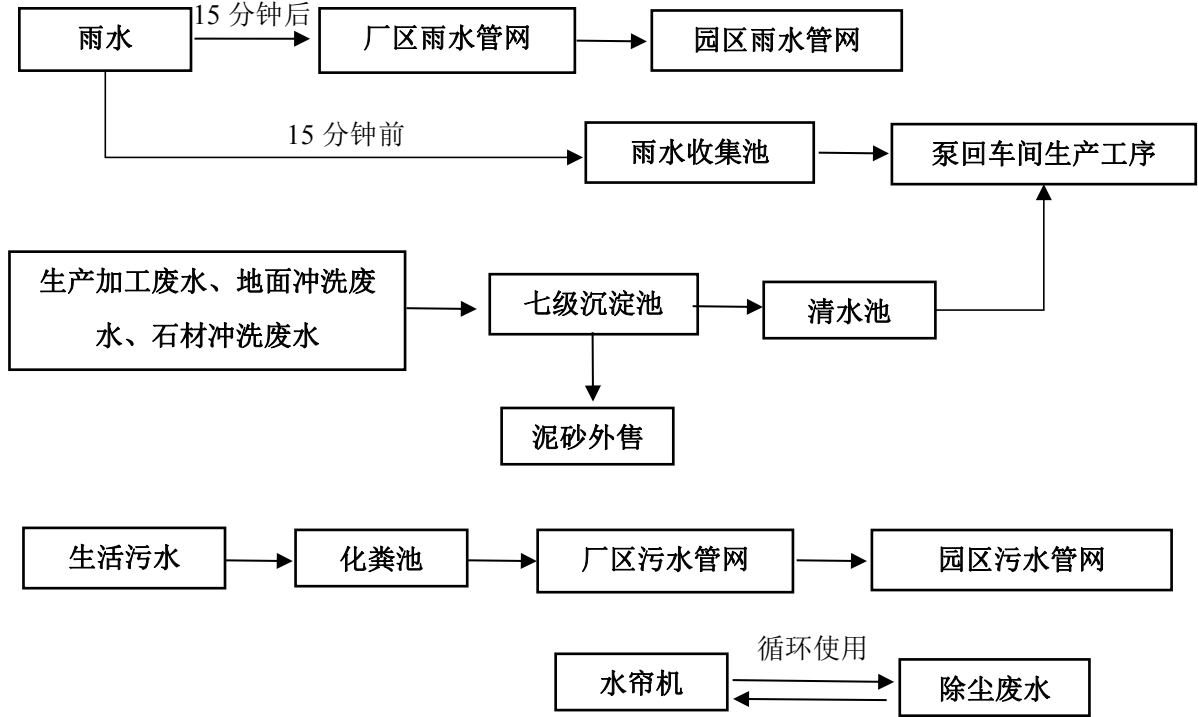 雨水
15 分钟后
厂区雨水管网
园区雨水管网
15 分钟前
雨水收集池
泵回车间生产工序
生产加工废水、地面冲洗废
水、石材冲洗废水
七级沉淀池
清水池
泥砂外售
生活污水
化粪池
厂区污水管网
园区污水管网
循环使用
水帘机
除尘废水